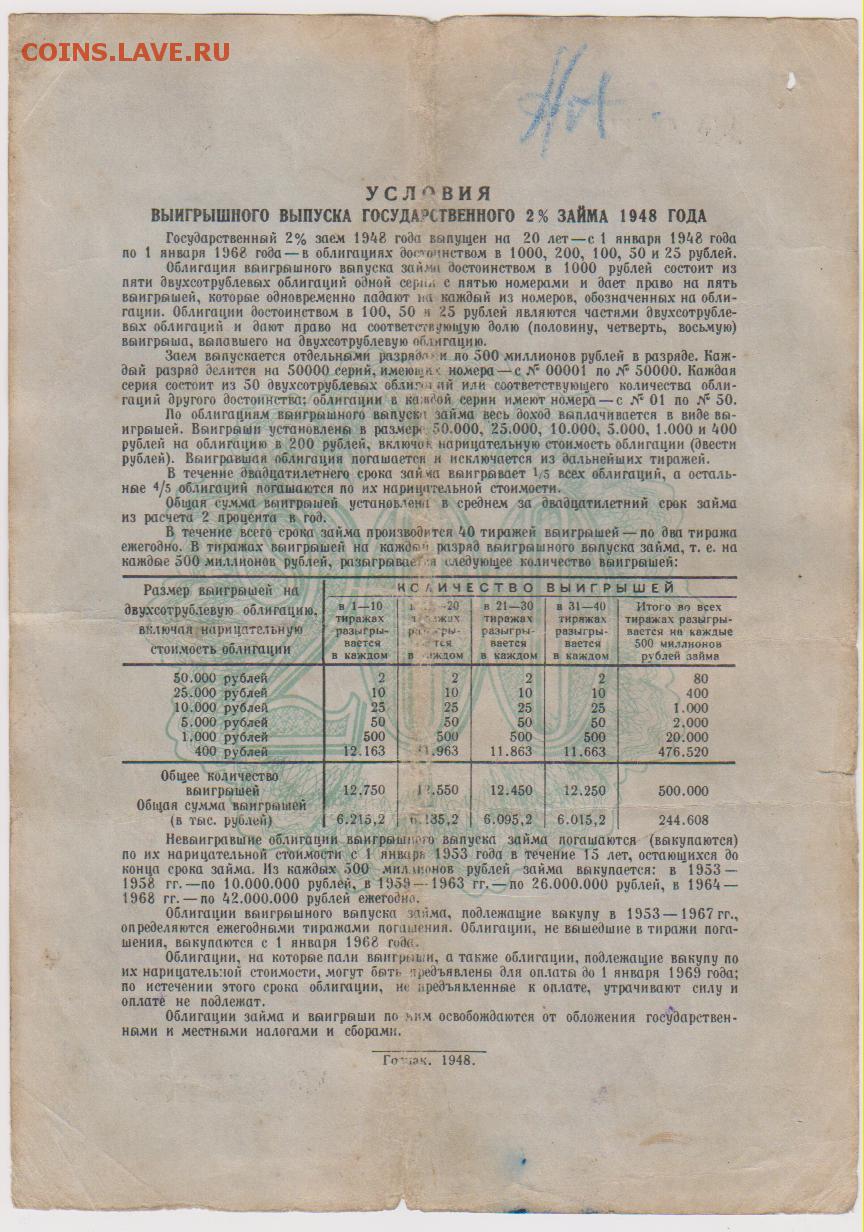 COINS.LAVE.RU
УСЛОВИЯ
ВЫИГРЫШНОГО ВЫПУСКА ГОСУДАРСТВЕННОГО 2% ЗАЙМА 1948 ГОДА
Государственный 2% заем 1948 года выпущен на 20 лет—с 1 января 1948 года
по 1 января 1968 года—в облигациях достоинством в 1000, 200, 100, 50 и 25 рублей.
Облигация выигрышного выпуска займа достоинством в 1000 рублей состоит из
пяти двухсотрублевых облигаций одной серии с пятью номерами и дает право на пять
выигрышей, которые одновременно падают на каждый из номеров, обозначенных на обли-
гации. Облигации достоинством в 100, 50 и 25 рублей являются частями двухсотрубле-
вых облигаций и дают право на соответствующую долю (половину, четверть, восьмую)
выигрыша, выпавшего на двухсотрублевую облигацию.
Заем выпускается отдельными разрядами по 500 миллионов рублей в разряде. Каж-
дый разряд делится на 50000 серий, имеющих номера—с № 00001 по № 50000. Каждая
серия состоит из 50 двухсотрублевых облигаций или соответствующего количества обли-
гаций другого достоинства; облигации в каждой серии имеют номера—с № 01 по № 50.
По облигациям выигрышного выпуска займа весь доход выплачивается в виде вы-
игрышей. Выигрыши установлены в размере 50.000, 25.000, 10.000, 5.000, 1.000 и 400
рублей на облигацию в 200 рублей, включая нарицательную стоимость облигации (двести
рублей). Выигравшая облигация погашается и исключается из дальнейших тиражей.
В течение двадцатилетнего срока займа выигрывает 1/5 всех облигаций, а осталь-
ные 4/5 облигаций погашаются по их нарицательной стоимости.
Общая сумма выигрышей установлена в среднем за двадцатилетний срок займа
из расчета 2 процента в год.
В течение всего срока займа производится 40 тиражей выигрышей—по два тиража
ежегодно. В тиражах выигрышей на каждый разряд выигрышного выпуска займа, т. е. на
каждые 500 миллионов рублей, разыгрывается следующее количество выигрышей:
Размер выигрышей на
двухсотрублевую облигацию,
включая нарицательную
стоимость облигации
КОЛИЧЕСТВО ВЫИГРЫШЕЙ
в 1—10 тиражах разыгры-вается в каждом
в 11—20 тиражах разыгры-вается в каждом
в 21—30 тиражах разыгры-вается в каждом
в 31—40 тиражах разыгры-вается в каждом
Итого во всех тиражах разыгры-вается на каждые 500 миллионов рублей займа
50.000 рублей 2 2 2 2 80
25.000 рублей 10 10 10 10 400
10.000 рублей 25 25 25 25 1.000
5.000 рублей 50 50 50 50 2.000
1.000 рублей 500 500 500 500 20.000
400 рублей 12.163 11.963 11.863 11.663 476.520
Общее количество
выигрышей 12.750 12.550 12.450 12.250 500.000
Общая сумма выигрышей
(в тыс. рублей) 6.215,2 6.135,2 6.095,2 6.015,2 244.608
Невыигравшие облигации выигрышного выпуска займа погашаются (выкупаются)
по их нарицательной стоимости с 1 января 1953 года в течение 15 лет, остающихся до
конца срока займа. Из каждых 500 миллионов рублей займа выкупается: в 1953—
1958 гг.—по 10.000.000 рублей, в 1959—1963 гг.—по 26.000.000 рублей, в 1964—
1968 гг.—по 42.000.000 рублей ежегодно.
Облигации выигрышного выпуска займа, подлежащие выкупу в 1953—1967 гг.,
определяются ежегодными тиражами погашения. Облигации, не вышедшие в тиражи пога-
шения, выкупаются с 1 января 1968 года.
Облигации, на которые пали выигрыши, а также облигации, подлежащие выкупу по
их нарицательной стоимости, могут быть предъявлены для оплаты до 1 января 1969 года;
по истечении этого срока облигации, не предъявленные к оплате, утрачивают силу и
оплате не подлежат.
Облигации займа и выигрыши по ним освобождаются от обложения государствен-
ными и местными налогами и сборами.
Гознак. 1948.